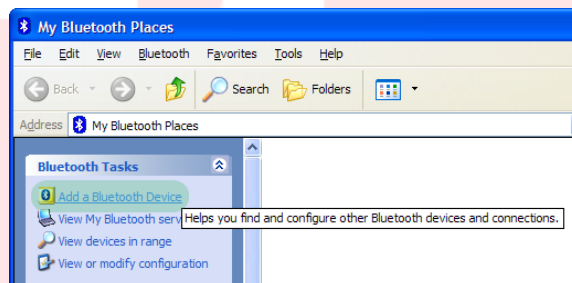 My Bluetooth Places
File Edit View Bluetooth Favorites Tools Help
Back Search Folders
Address My Bluetooth Places
Bluetooth Tasks
Add a Bluetooth Device
View My Bluetooth serv
Helps you find and configure other Bluetooth devices and connections.
View devices in range
View or modify configuration